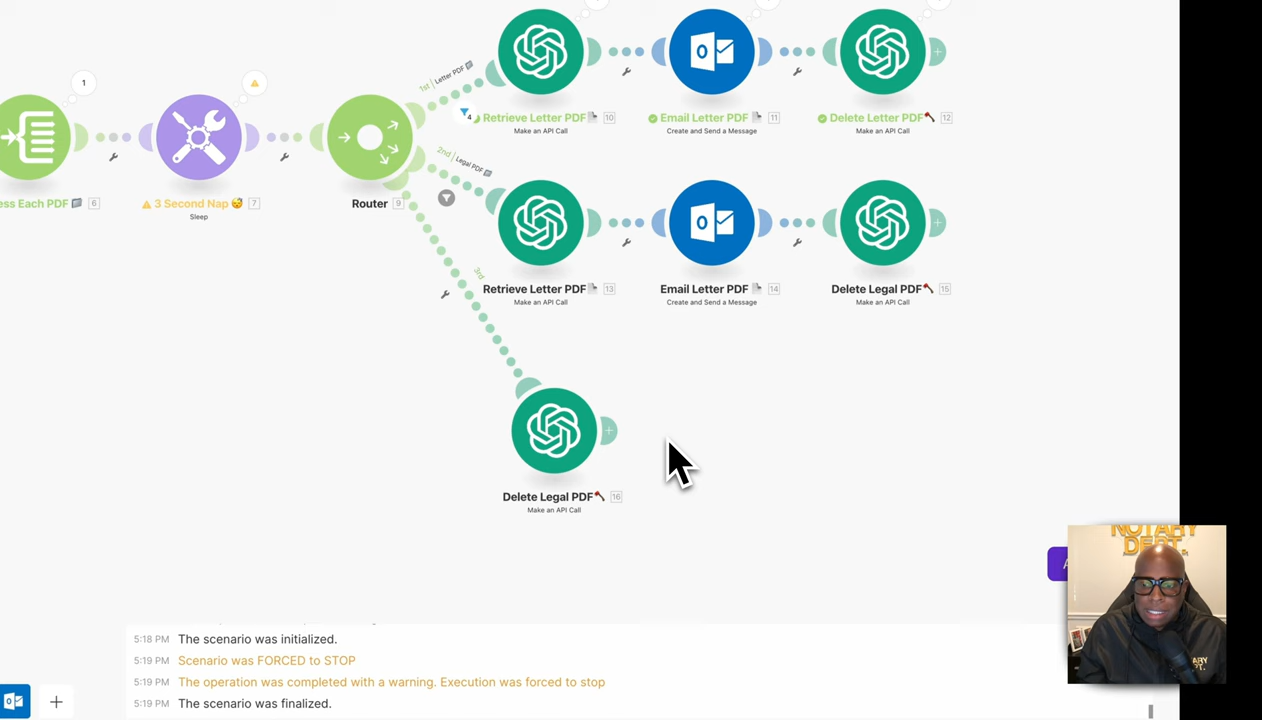 1
ess Each PDF 6
3 Second Nap 7
Sleep
Router 9
1st | Letter PDF
4
Retrieve Letter PDF 10
Make an API Call
Email Letter PDF 11
Create and Send a Message
Delete Letter PDF 12
Make an API Call
2nd | Legal PDF
Retrieve Letter PDF 13
Make an API Call
Email Letter PDF 14
Create and Send a Message
Delete Legal PDF 15
Make an API Call
3rd
Delete Legal PDF 16
Make an API Call
NOTARY
DEPT.
5:18 PM The scenario was initialized.
5:19 PM Scenario was FORCED to STOP
5:19 PM The operation was completed with a warning. Execution was forced to stop
5:19 PM The scenario was finalized.